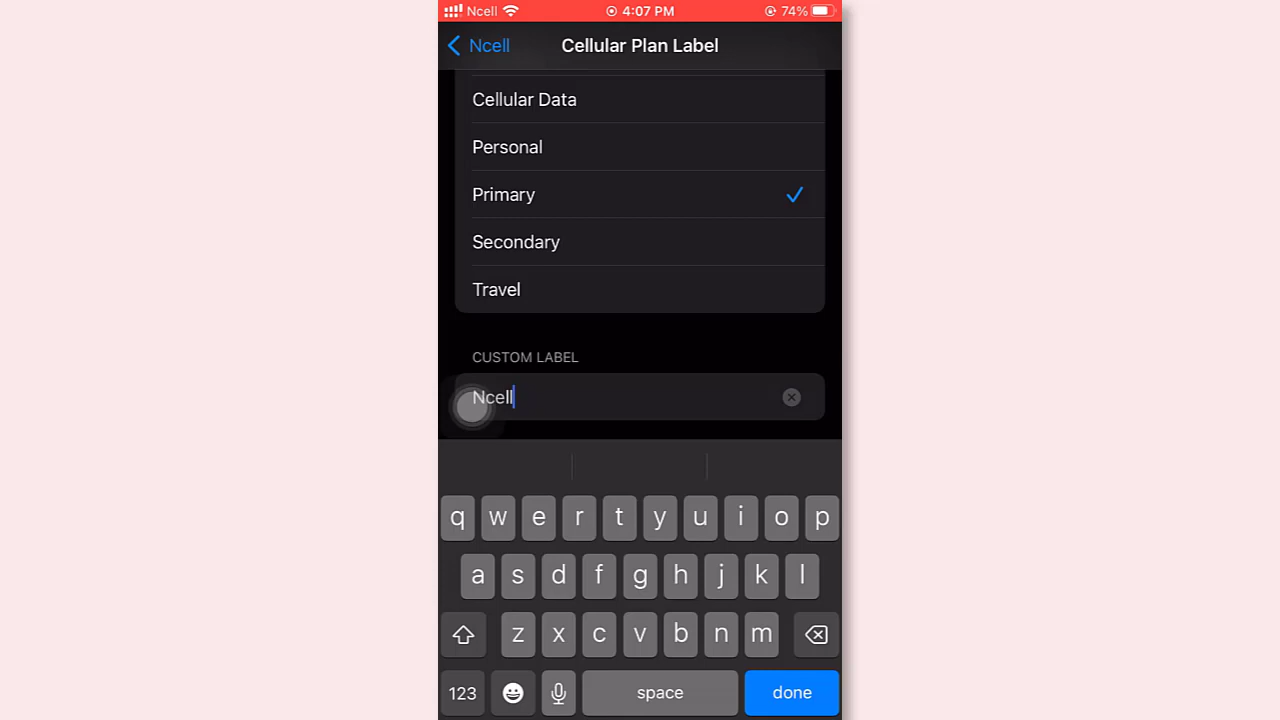 Ncell 4:07 PM 74%
Ncell Cellular Plan Label
Cellular Data
Personal
Primary
Secondary
Travel
CUSTOM LABEL
Ncell
q w e r t y u i o p
a s d f g h j k l
z x c v b n m
123 space done